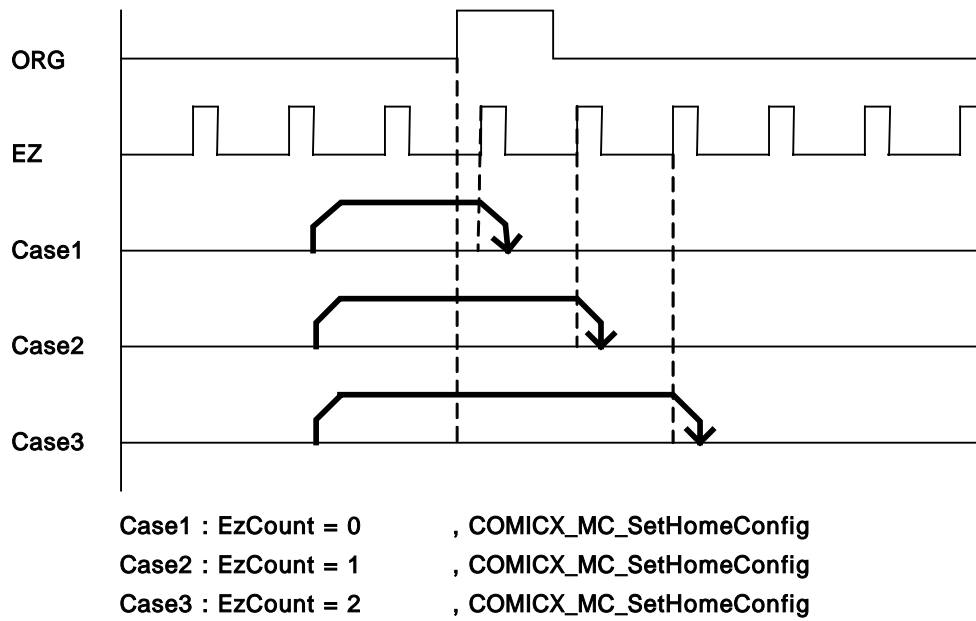 ORG
EZ
Case1
Case2
Case3
Case1 : EzCount = 0 , COMICX_MC_SetHomeConfig
Case2 : EzCount = 1 , COMICX_MC_SetHomeConfig
Case3 : EzCount = 2 , COMICX_MC_SetHomeConfig